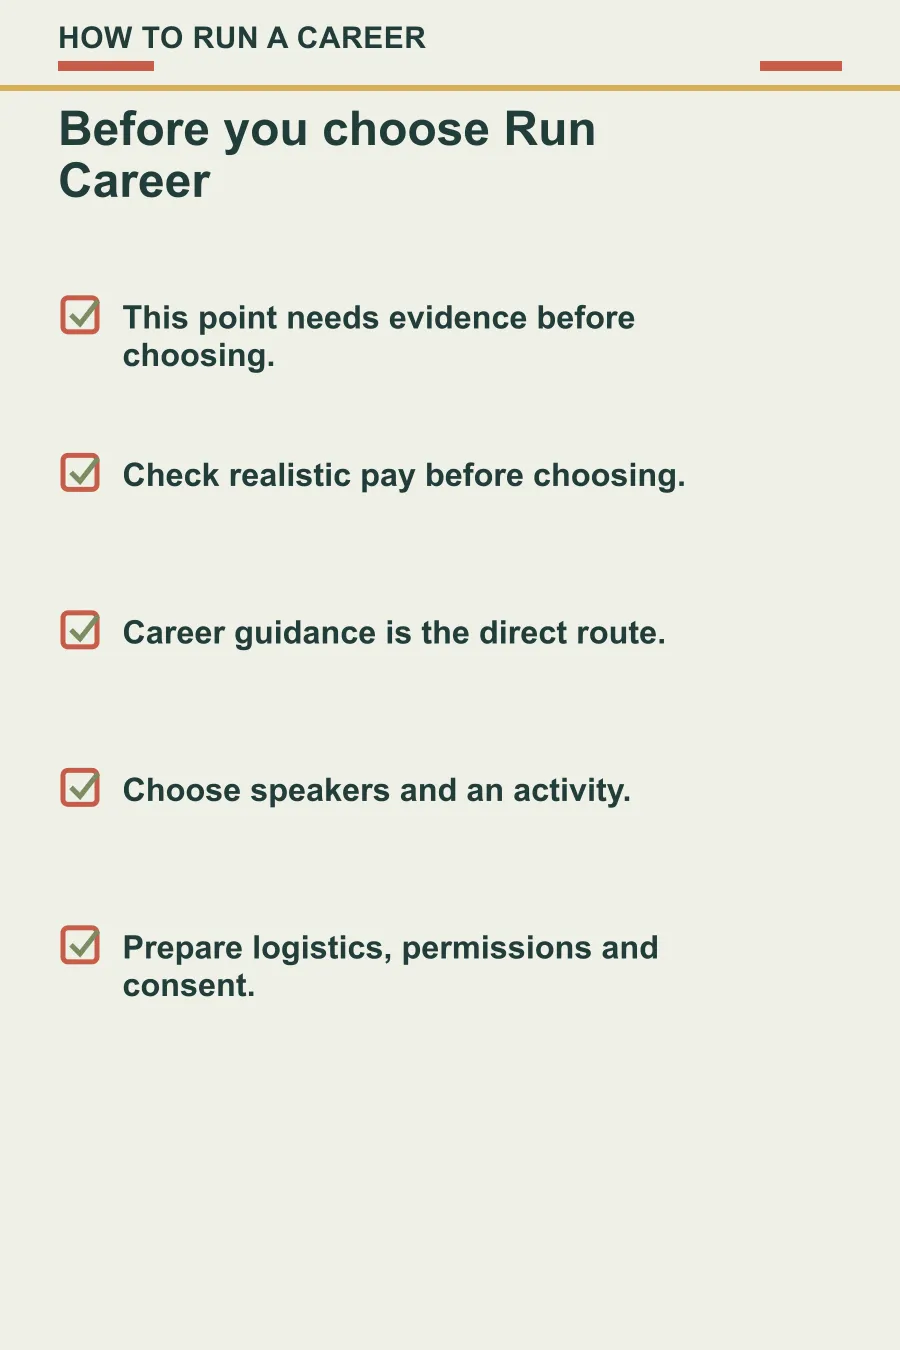 HOW TO RUN A CAREER
Before you choose Run
Career
This point needs evidence before
choosing.
Check realistic pay before choosing.
Career guidance is the direct route.
Choose speakers and an activity.
Prepare logistics, permissions and
consent.